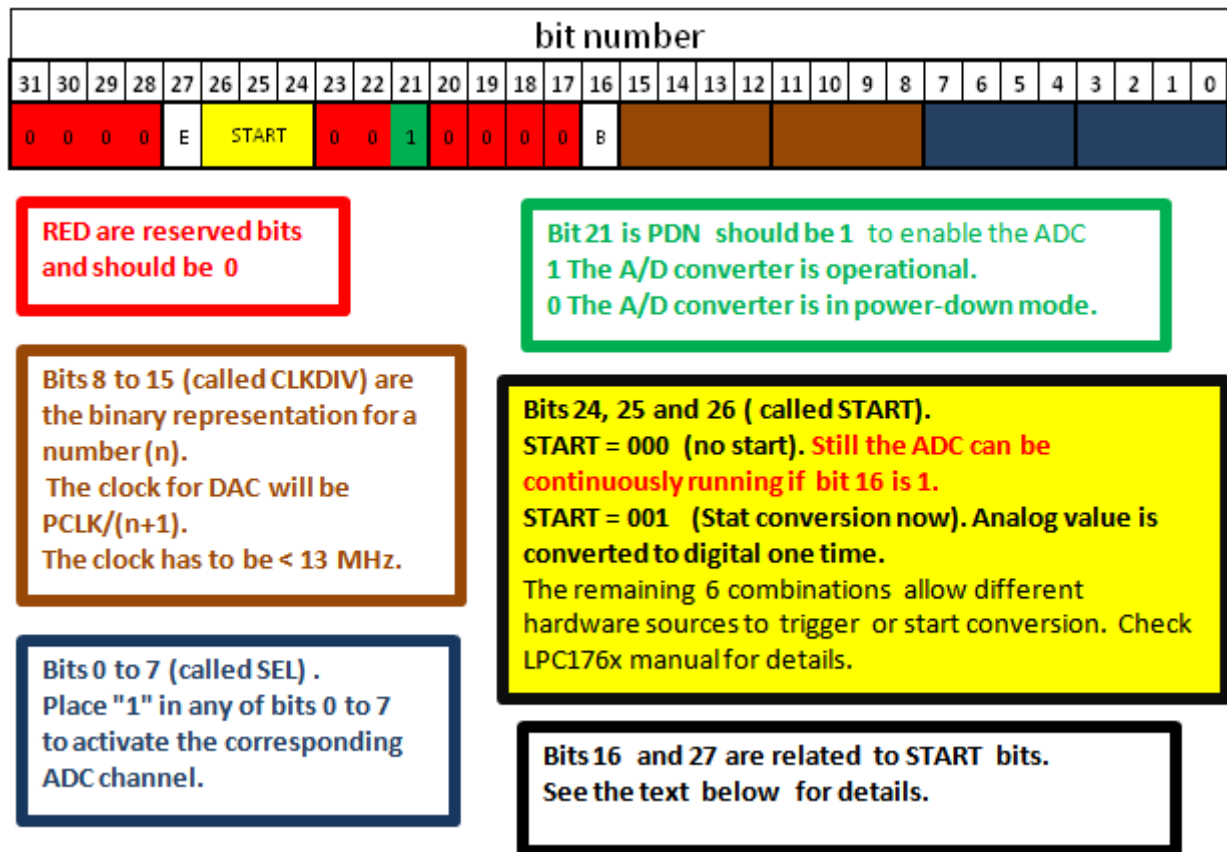 bit number
31 30 29 28 27 26 25 24 23 22 21 20 19 18 17 16 15 14 13 12 11 10 9 8 7 6 5 4 3 2 1 0
0 0 0 0 E START 0 0 1 0 0 0 0 B
RED are reserved bits
and should be 0
Bit 21 is PDN should be 1 to enable the ADC
1 The A/D converter is operational.
0 The A/D converter is in power-down mode.
Bits 8 to 15 (called CLKDIV) are
the binary representation for a
number (n).
The clock for DAC will be
PCLK/(n+1).
The clock has to be < 13 MHz.
Bits 24, 25 and 26 ( called START).
START = 000 (no start). Still the ADC can be
continuously running if bit 16 is 1.
START = 001 (Stat conversion now). Analog value is
converted to digital one time.
The remaining 6 combinations allow different
hardware sources to trigger or start conversion. Check
LPC176x manual for details.
Bits 0 to 7 (called SEL) .
Place "1" in any of bits 0 to 7
to activate the corresponding
ADC channel.
Bits 16 and 27 are related to START bits.
See the text below for details.